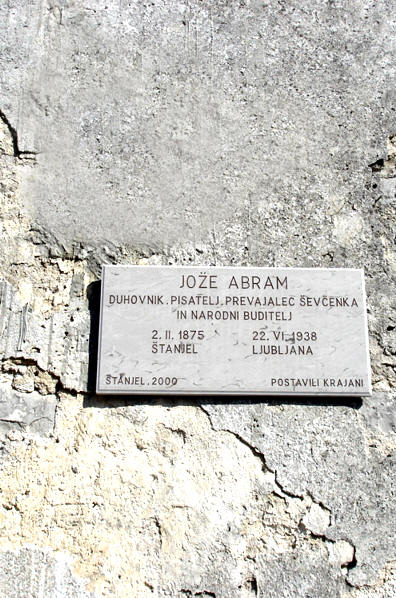 JOŽE ABRAM
DUHOVNIK, PISATELJ, PREVAJALEC ŠEVČENKA
IN NARODNI BUDITELJ
2. II. 1875 22. VI. 1938
ŠTANJEL LJUBLJANA
ŠTANJEL, 2000 POSTAVILI KRAJANI